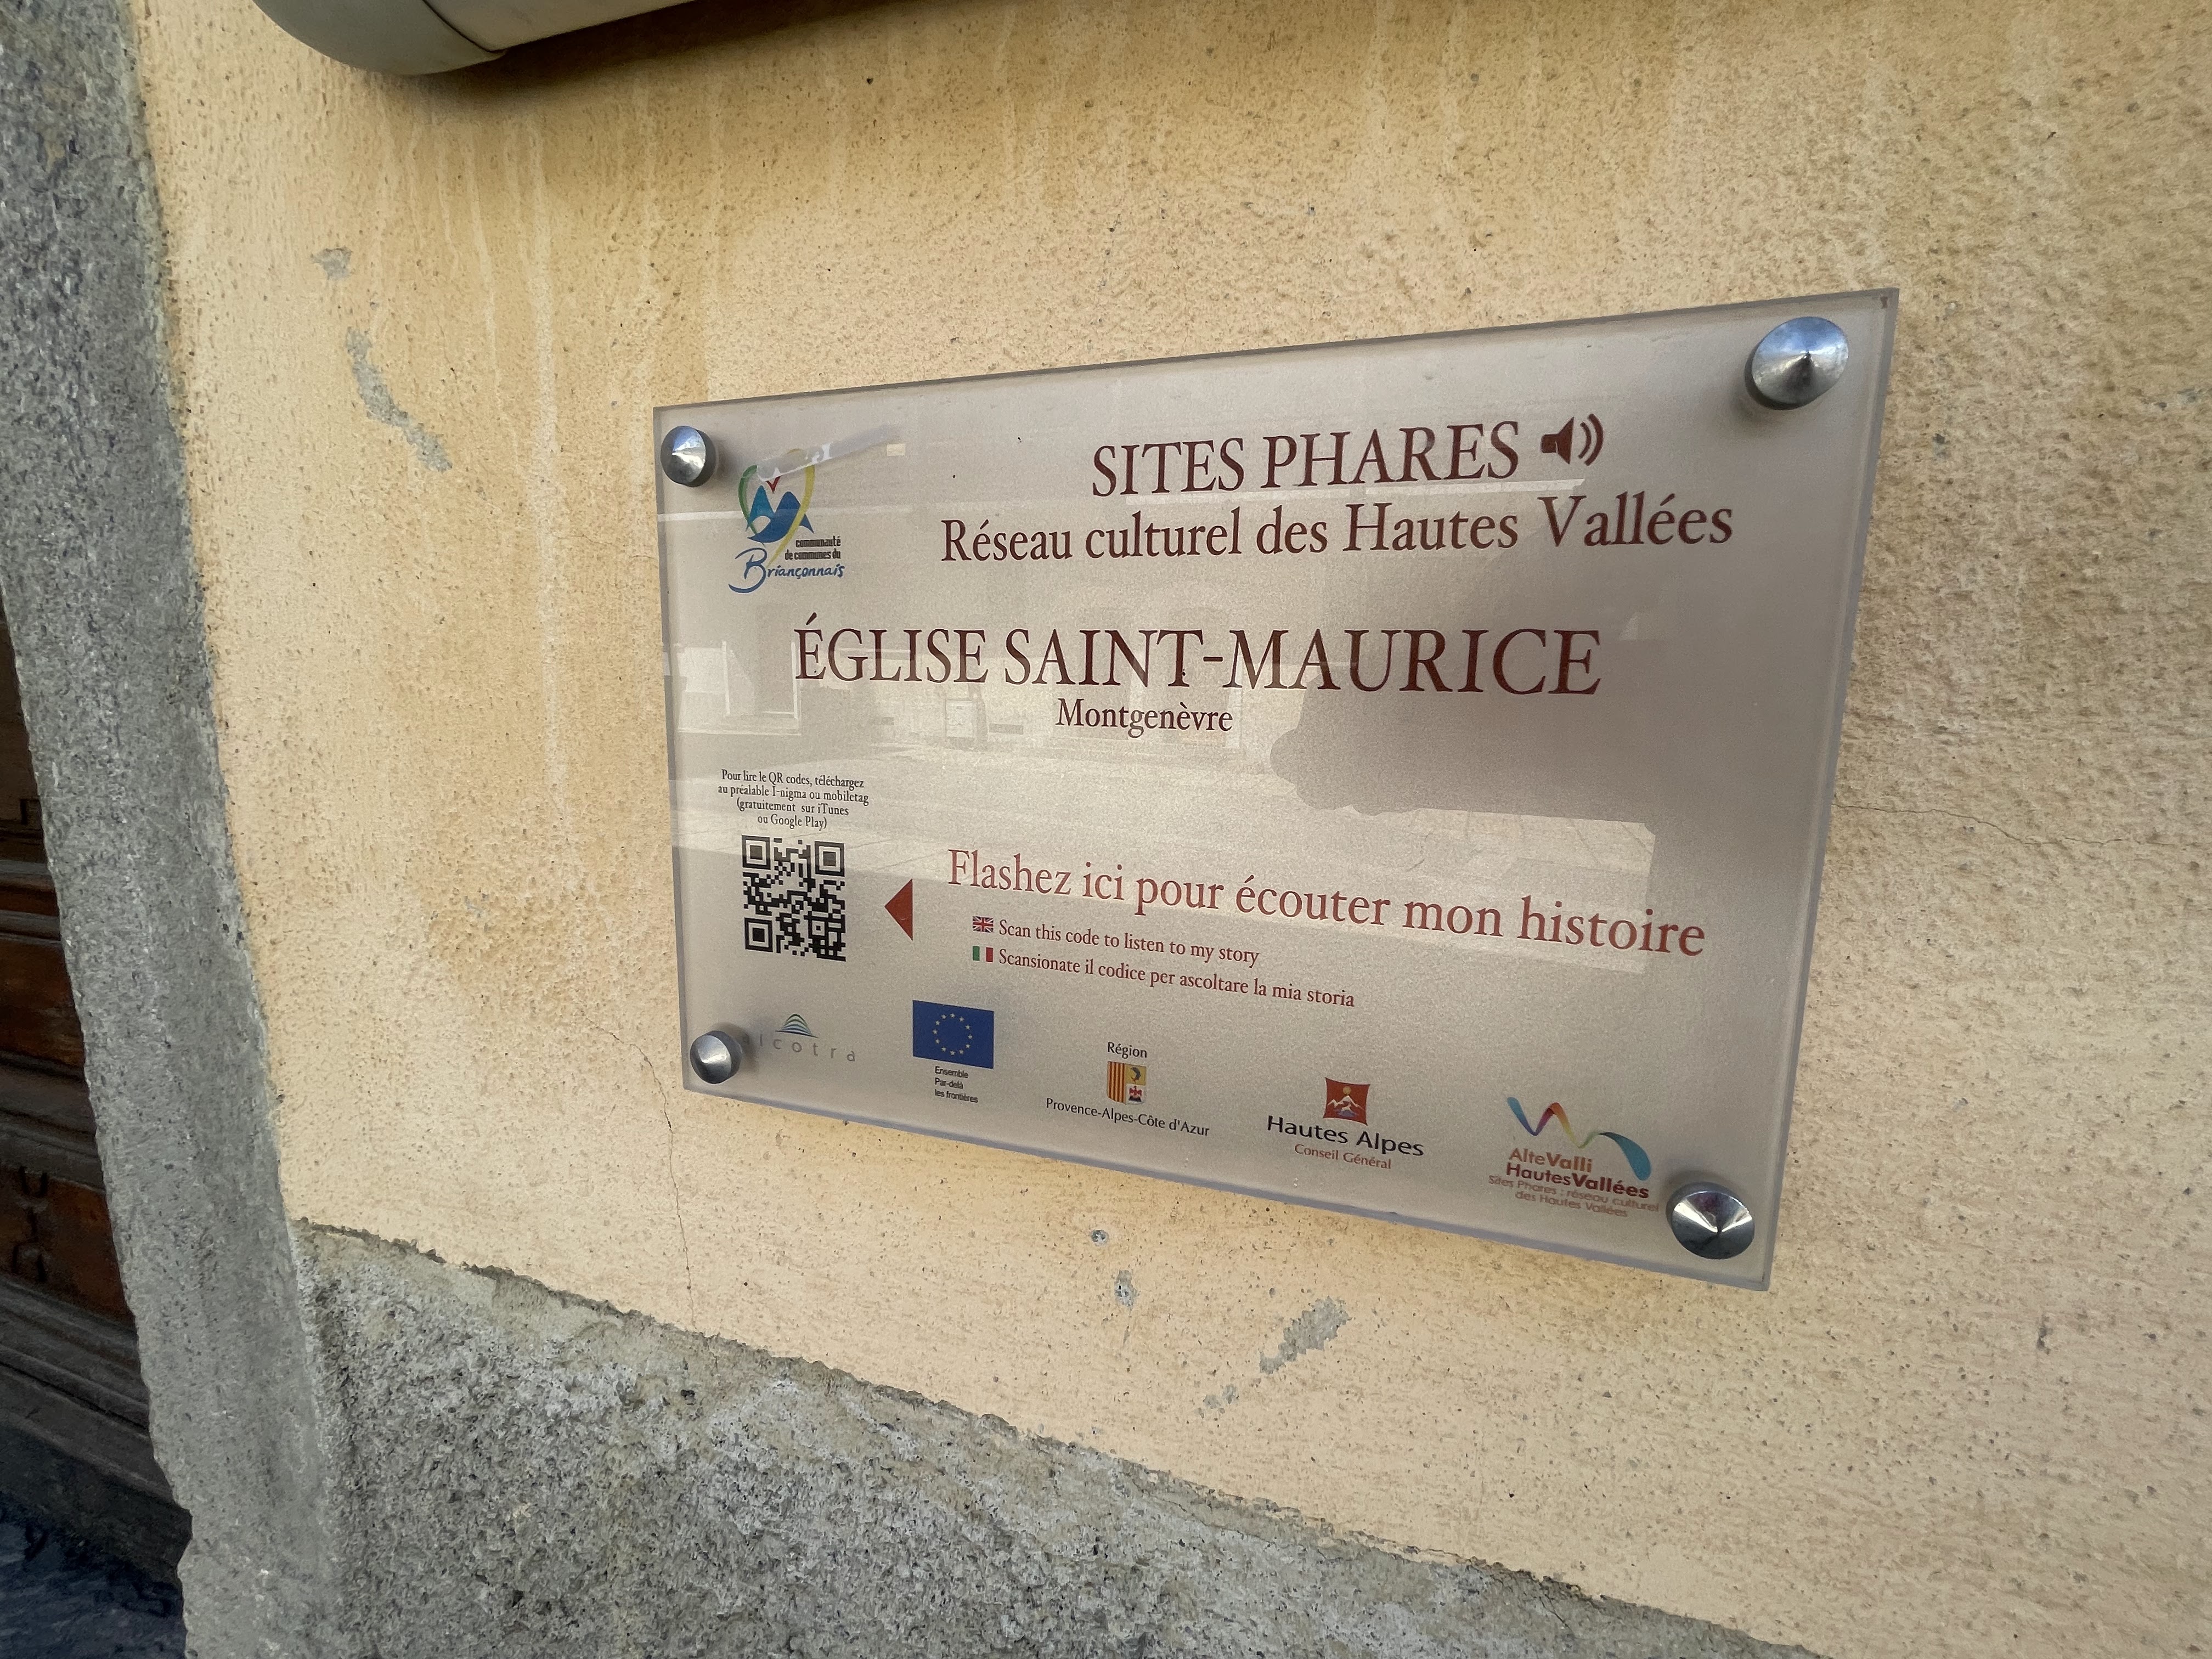 SITES PHARES
Réseau culturel des Hautes Vallées
communauté
de communes du
Briançonnais
ÉGLISE SAINT-MAURICE
Montgenèvre
Pour lire le QR codes, téléchargez
au préalable I-nigma ou mobiletag
(gratuitement sur iTunes
ou Google Play)
Flashez ici pour écouter mon histoire
Scan this code to listen to my story
Scansionate il codice per ascoltare la mia storia
alcotra
Ensemble
Par-delà
les frontières
Région
Provence-Alpes-Côte d'Azur
Hautes Alpes
Conseil Général
AlteValli
HautesVallées
Sites Phares : réseau culturel
des Hautes Vallées